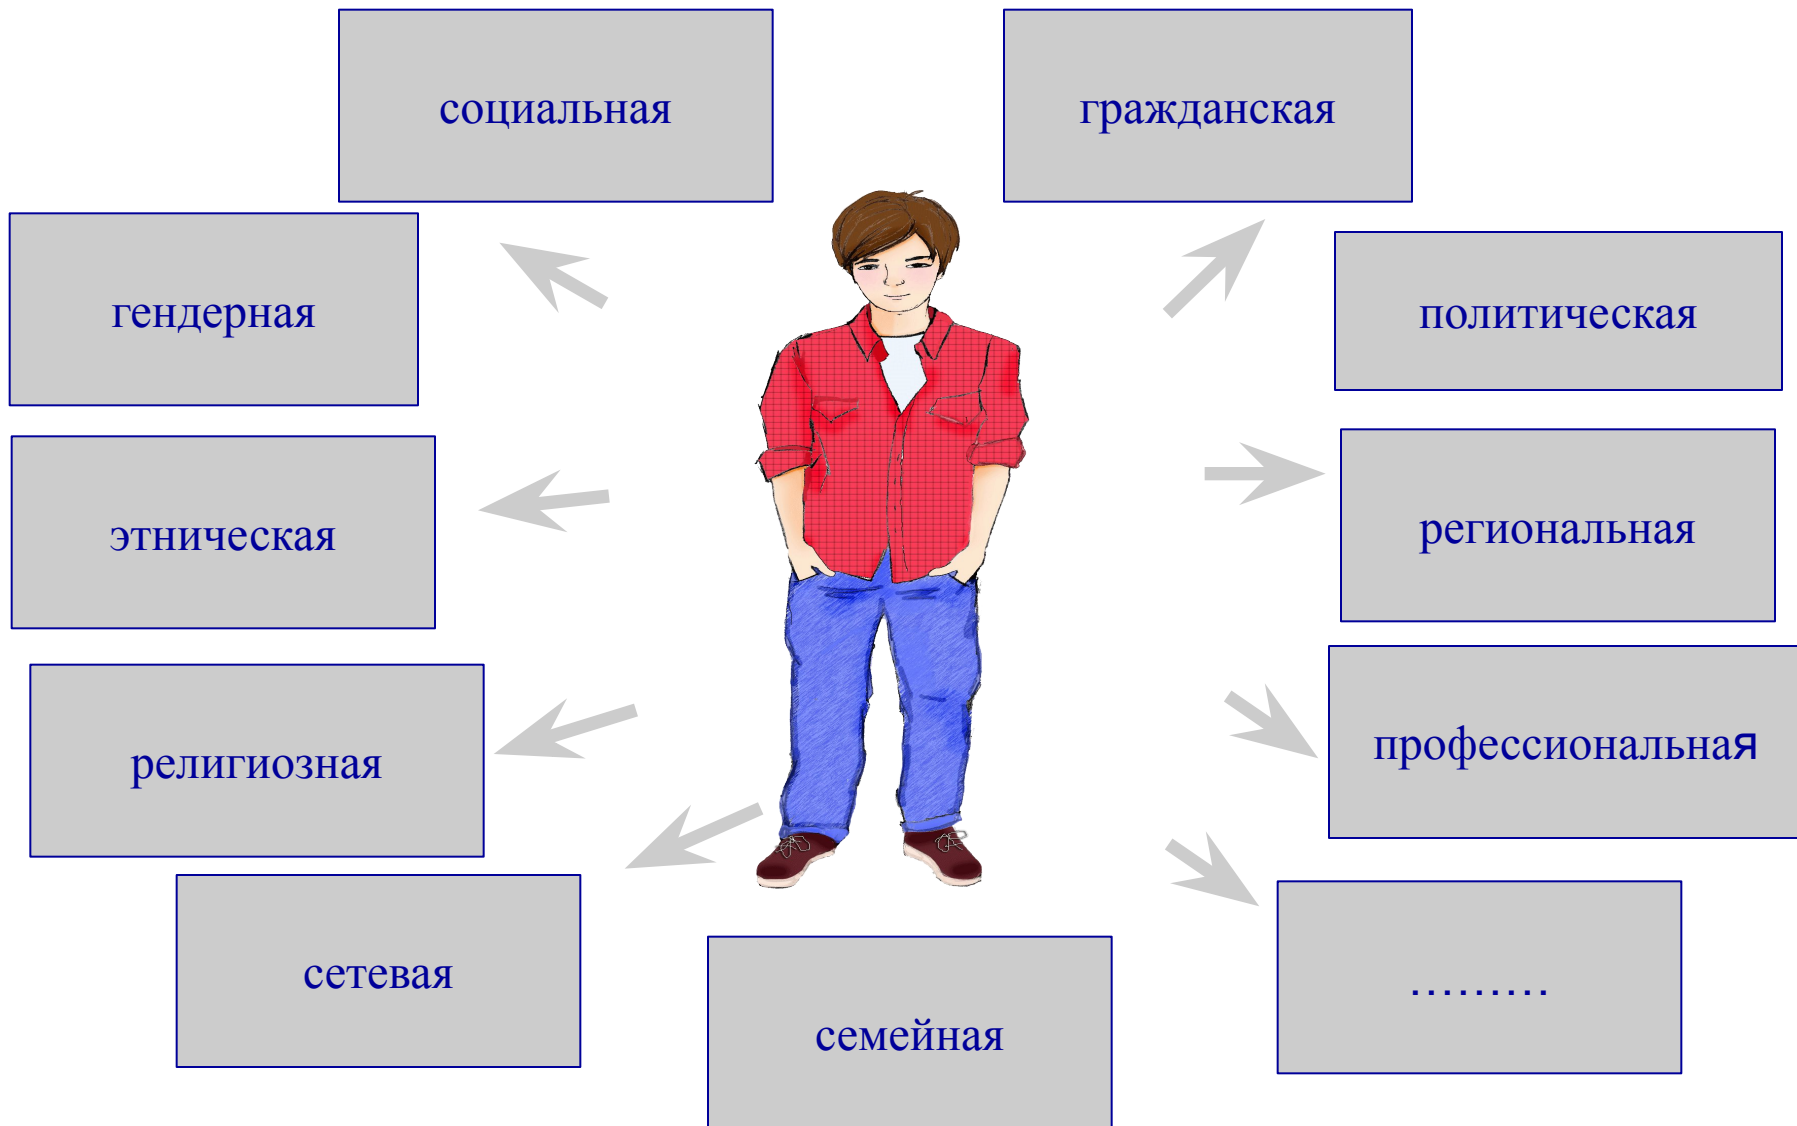 социальная
гражданская
гендерная
политическая
этническая
региональная
религиозная
профессиональная
сетевая
.........
семейная